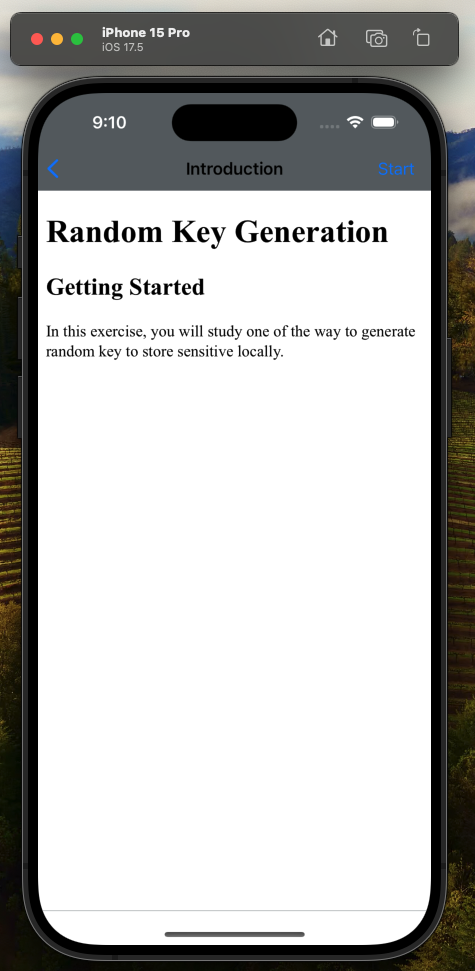 iPhone 15 Pro
iOS 17.5
9:10
Introduction
Start
Random Key Generation
Getting Started
In this exercise, you will study one of the way to generate
random key to store sensitive locally.